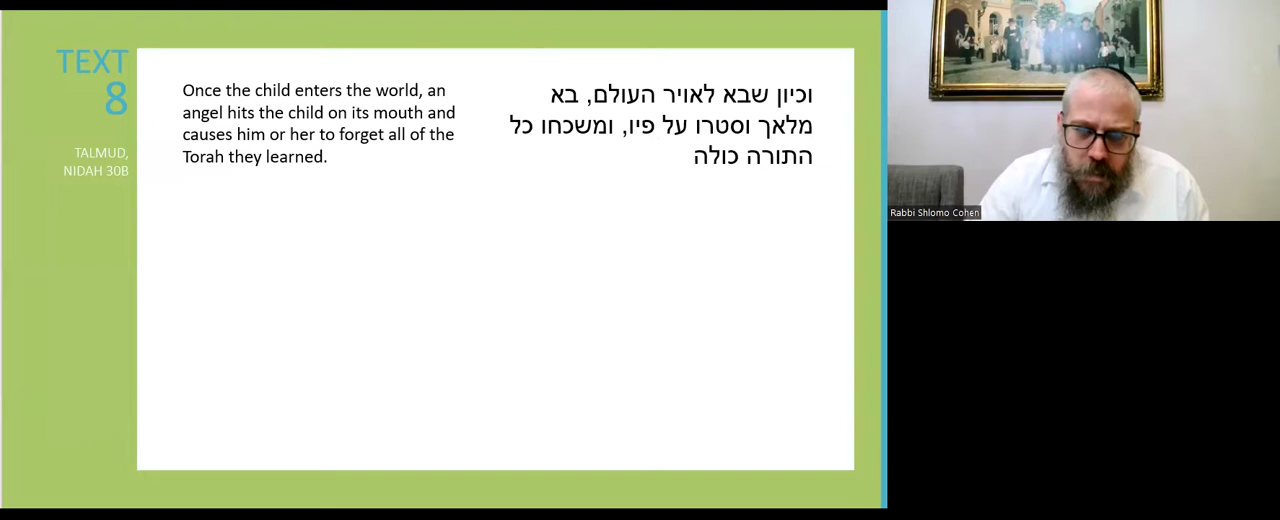 TEXT
8
TALMUD,
NIDAH 30B
Once the child enters the world, an
angel hits the child on its mouth and
causes him or her to forget all of the
Torah they learned.
וכיון שבא לאויר העולם, בא
מלאך וסטרו על פיו, ומשכחו כל
התורה כולה
Rabbi Shlomo Cohen